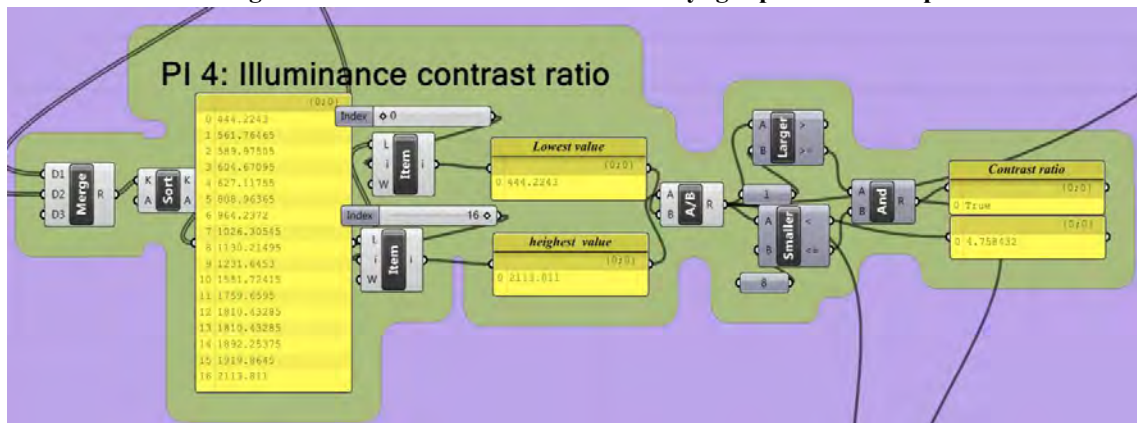 PI 4: Illuminance contrast ratio
D1
D2
D3
Merge
R
K
A
Sort
K
A
{0;0}
0 444.2243
1 561.76465
2 589.97505
3 604.67095
4 627.11755
5 808.96365
6 964.2372
7 1026.30545
8 1130.21495
9 1231.6453
10 1581.72415
11 1759.6595
12 1810.43285
13 1810.43285
14 1892.25375
15 1919.8645
16 2113.811
Index
0
L
i
W
Item
i
Index
16
L
i
W
Item
i
Lowest value
{0;0}
0 444.2243
heighest value
{0;0}
0 2113.811
A
B
A/B
R
A
B
Larger
>
>=
1
A
B
Smaller
<
<=
8
A
B
And
R
Contrast ratio
{0;0}
0 True
{0;0}
0 4.758432